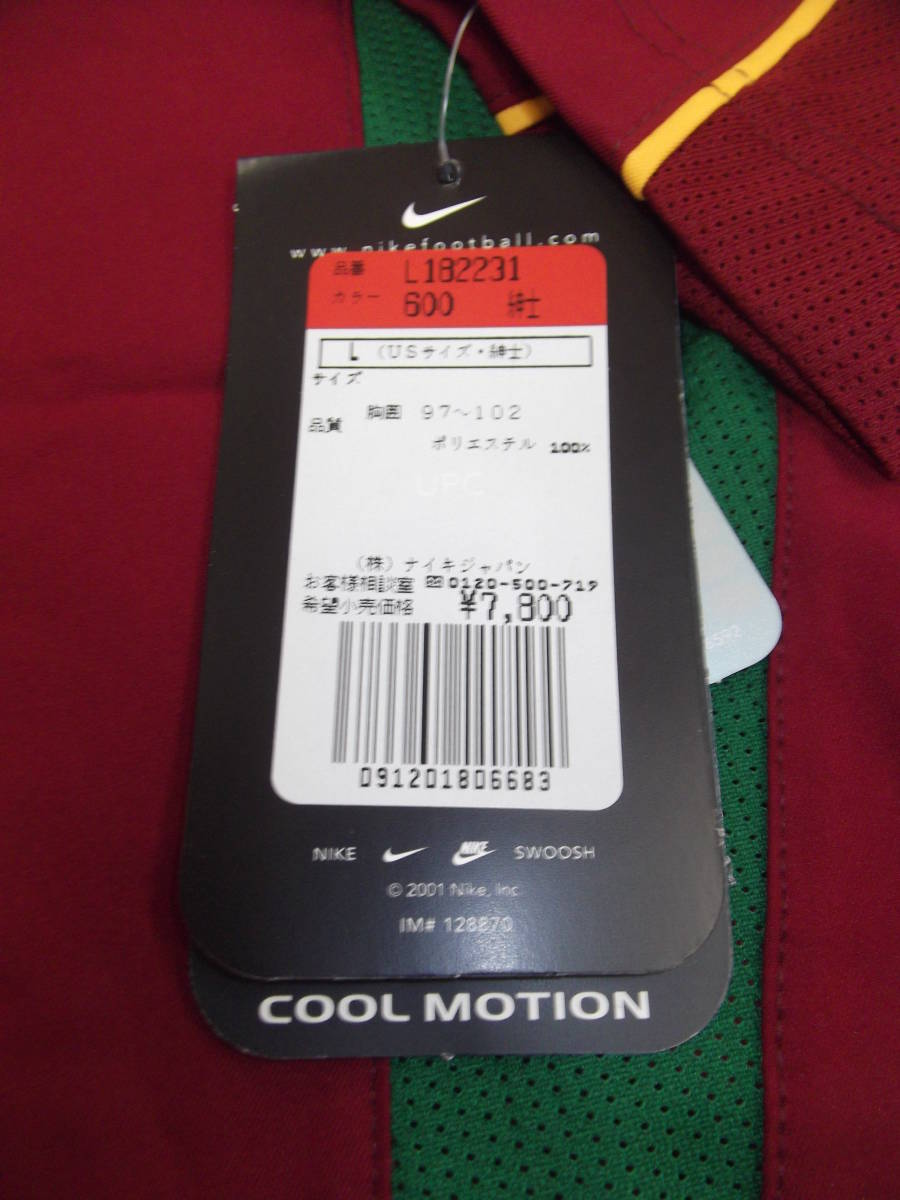 www.nikefootball.com
品番 L182231
カラー 600 紳士
L (USサイズ・紳士)
サイズ
胸囲 97～102
品質
ポリエステル 100%
UPC
(株) ナイキジャパン
お客様相談室 0120-500-719
希望小売価格 ¥7,800
091201806683
NIKE NIKE SWOOSH
© 2001 Nike, Inc.
IM# 128870
COOL MOTION